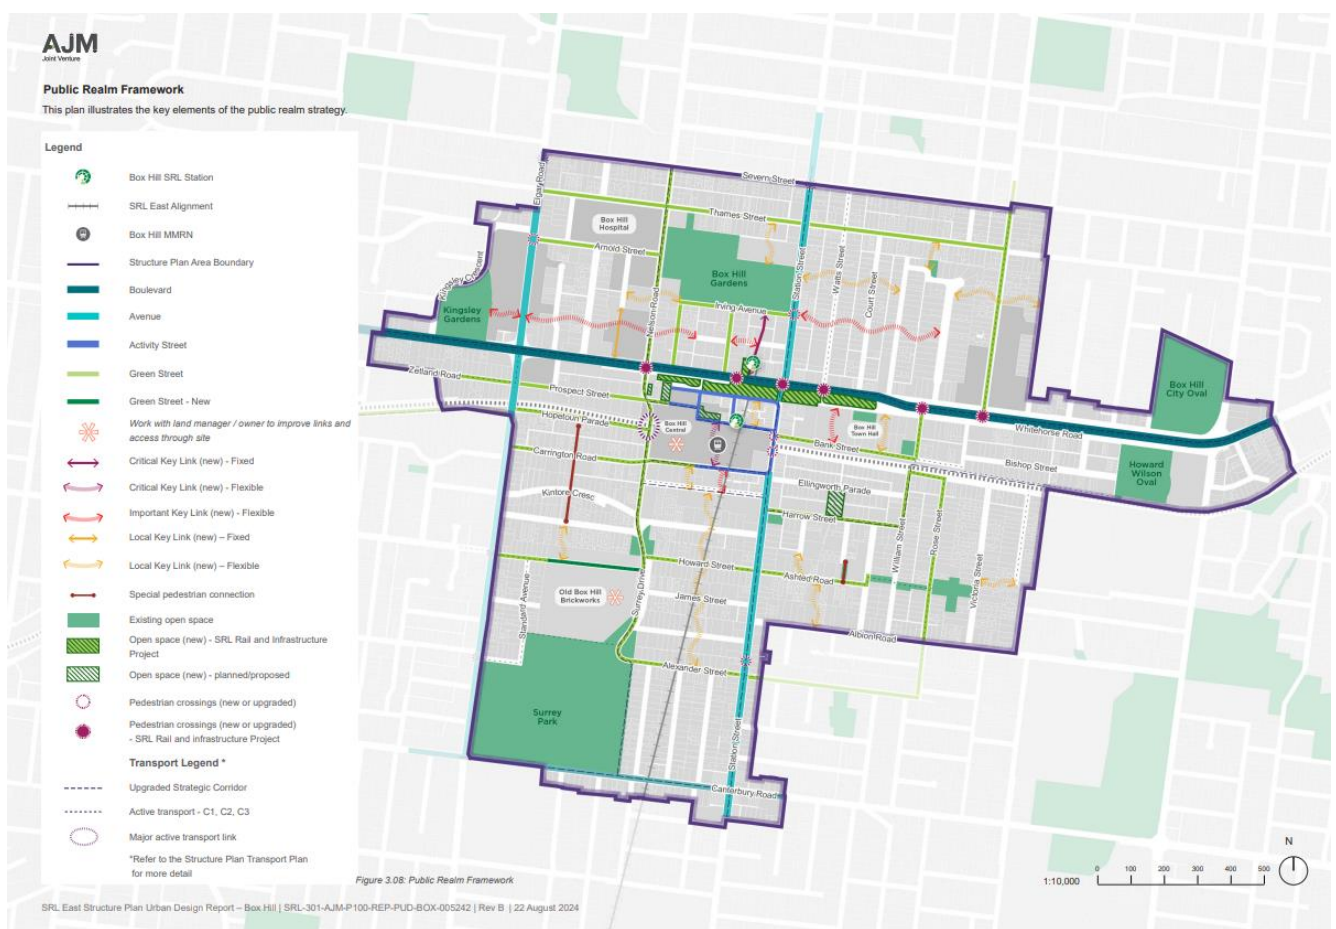 AJM
Joint Venture
Public Realm Framework
This plan illustrates the key elements of the public realm strategy.
Legend
Box Hill SRL Station
SRL East Alignment
Box Hill MMRN
Structure Plan Area Boundary
Boulevard
Avenue
Activity Street
Green Street
Green Street - New
Work with land manager / owner to improve links and
access through site
Critical Key Link (new) - Fixed
Critical Key Link (new) - Flexible
Important Key Link (new) - Flexible
Local Key Link (new) – Fixed
Local Key Link (new) – Flexible
Special pedestrian connection
Existing open space
Open space (new) - SRL Rail and Infrastructure
Project
Open space (new) - planned/proposed
Pedestrian crossings (new or upgraded)
Pedestrian crossings (new or upgraded)
- SRL Rail and infrastructure Project
Transport Legend *
Upgraded Strategic Corridor
Active transport - C1, C2, C3
Major active transport link
*Refer to the Structure Plan Transport Plan
for more detail
Severn Street
Elgar Road
Thames Street
Box Hill
Hospital
Arnold Street
Box Hill
Gardens
Station Street
Watts Street
Court Street
Kingsley Crescent
Kingsley
Gardens
Nelson Road
Irving Avenue
Zetland Road
Prospect Street
Hopetoun Parade
Box Hill
Central
Box Hill
Town Hall
Bank Street
Whitehorse Road
Box Hill
City Oval
Bishop Street
Howard
Wilson
Oval
Carrington Road
Kintore Cresc
Ellingworth Parade
Harrow Street
William Street
Rose Street
Howard Street
Ashted Road
Victoria Street
Standard Avenue
Old Box Hill
Brickworks
Surrey Drive
James Street
Albion Road
Alexander Street
Surrey
Park
Station Street
Canterbury Road
N
1:10,000
0 100 200 300 400 500
Figure 3.08: Public Realm Framework
SRL East Structure Plan Urban Design Report – Box Hill | SRL-301-AJM-P100-REP-PUD-BOX-005242 | Rev B | 22 August 2024